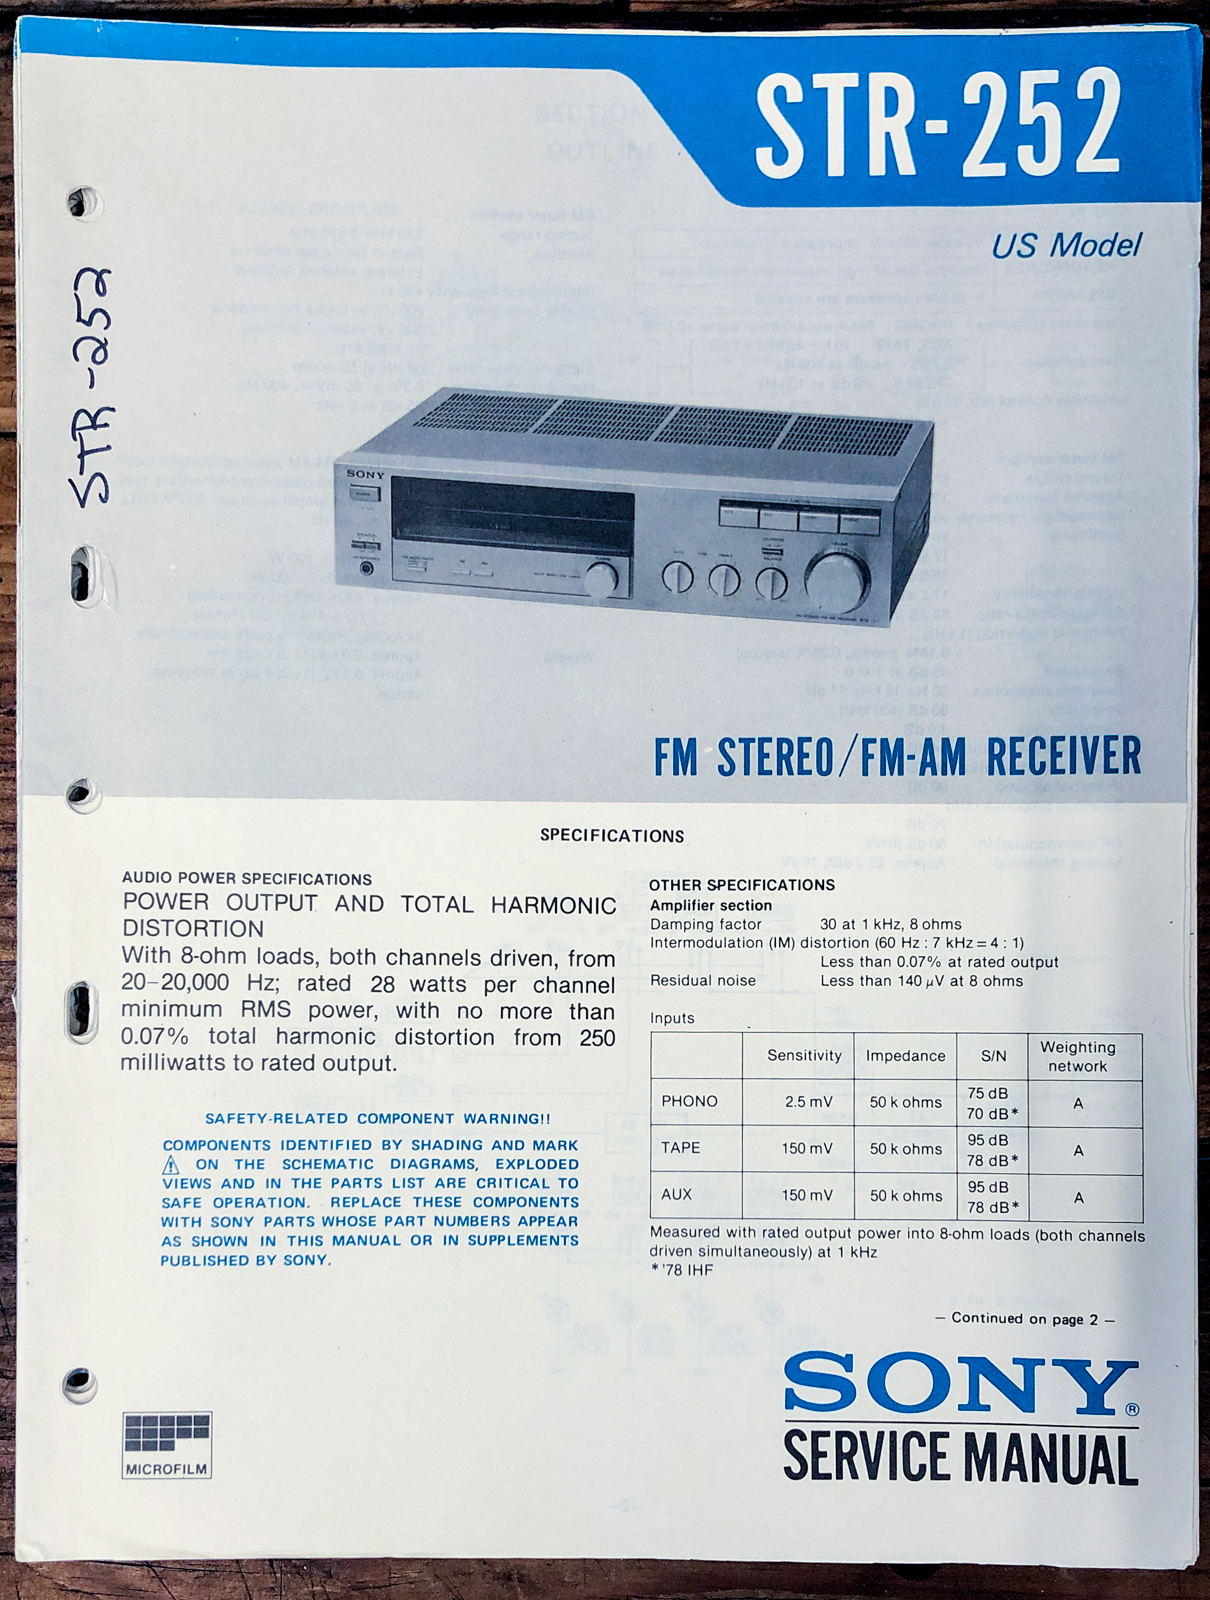 STR-252
US Model
STR-252
SONY
FM STEREO/FM-AM RECEIVER
SPECIFICATIONS
AUDIO POWER SPECIFICATIONS
POWER OUTPUT AND TOTAL HARMONIC
DISTORTION
With 8-ohm loads, both channels driven, from
20-20,000 Hz; rated 28 watts per channel
minimum RMS power, with no more than
0.07% total harmonic distortion from 250
milliwatts to rated output.
SAFETY-RELATED COMPONENT WARNING!!
COMPONENTS IDENTIFIED BY SHADING AND MARK
⚠ ON THE SCHEMATIC DIAGRAMS, EXPLODED
VIEWS AND IN THE PARTS LIST ARE CRITICAL TO
SAFE OPERATION. REPLACE THESE COMPONENTS
WITH SONY PARTS WHOSE PART NUMBERS APPEAR
AS SHOWN IN THIS MANUAL OR IN SUPPLEMENTS
PUBLISHED BY SONY.
OTHER SPECIFICATIONS
Amplifier section
Damping factor 30 at 1 kHz, 8 ohms
Intermodulation (IM) distortion (60 Hz : 7 kHz = 4 : 1)
Less than 0.07% at rated output
Residual noise Less than 140 µV at 8 ohms
Inputs
Sensitivity Impedance S/N Weighting network
PHONO 2.5 mV 50 k ohms 75 dB 70 dB* A
TAPE 150 mV 50 k ohms 95 dB 78 dB* A
AUX 150 mV 50 k ohms 95 dB 78 dB* A
Measured with rated output power into 8-ohm loads (both channels
driven simultaneously) at 1 kHz
*'78 IHF
— Continued on page 2 —
SONY®
SERVICE MANUAL
MICROFILM